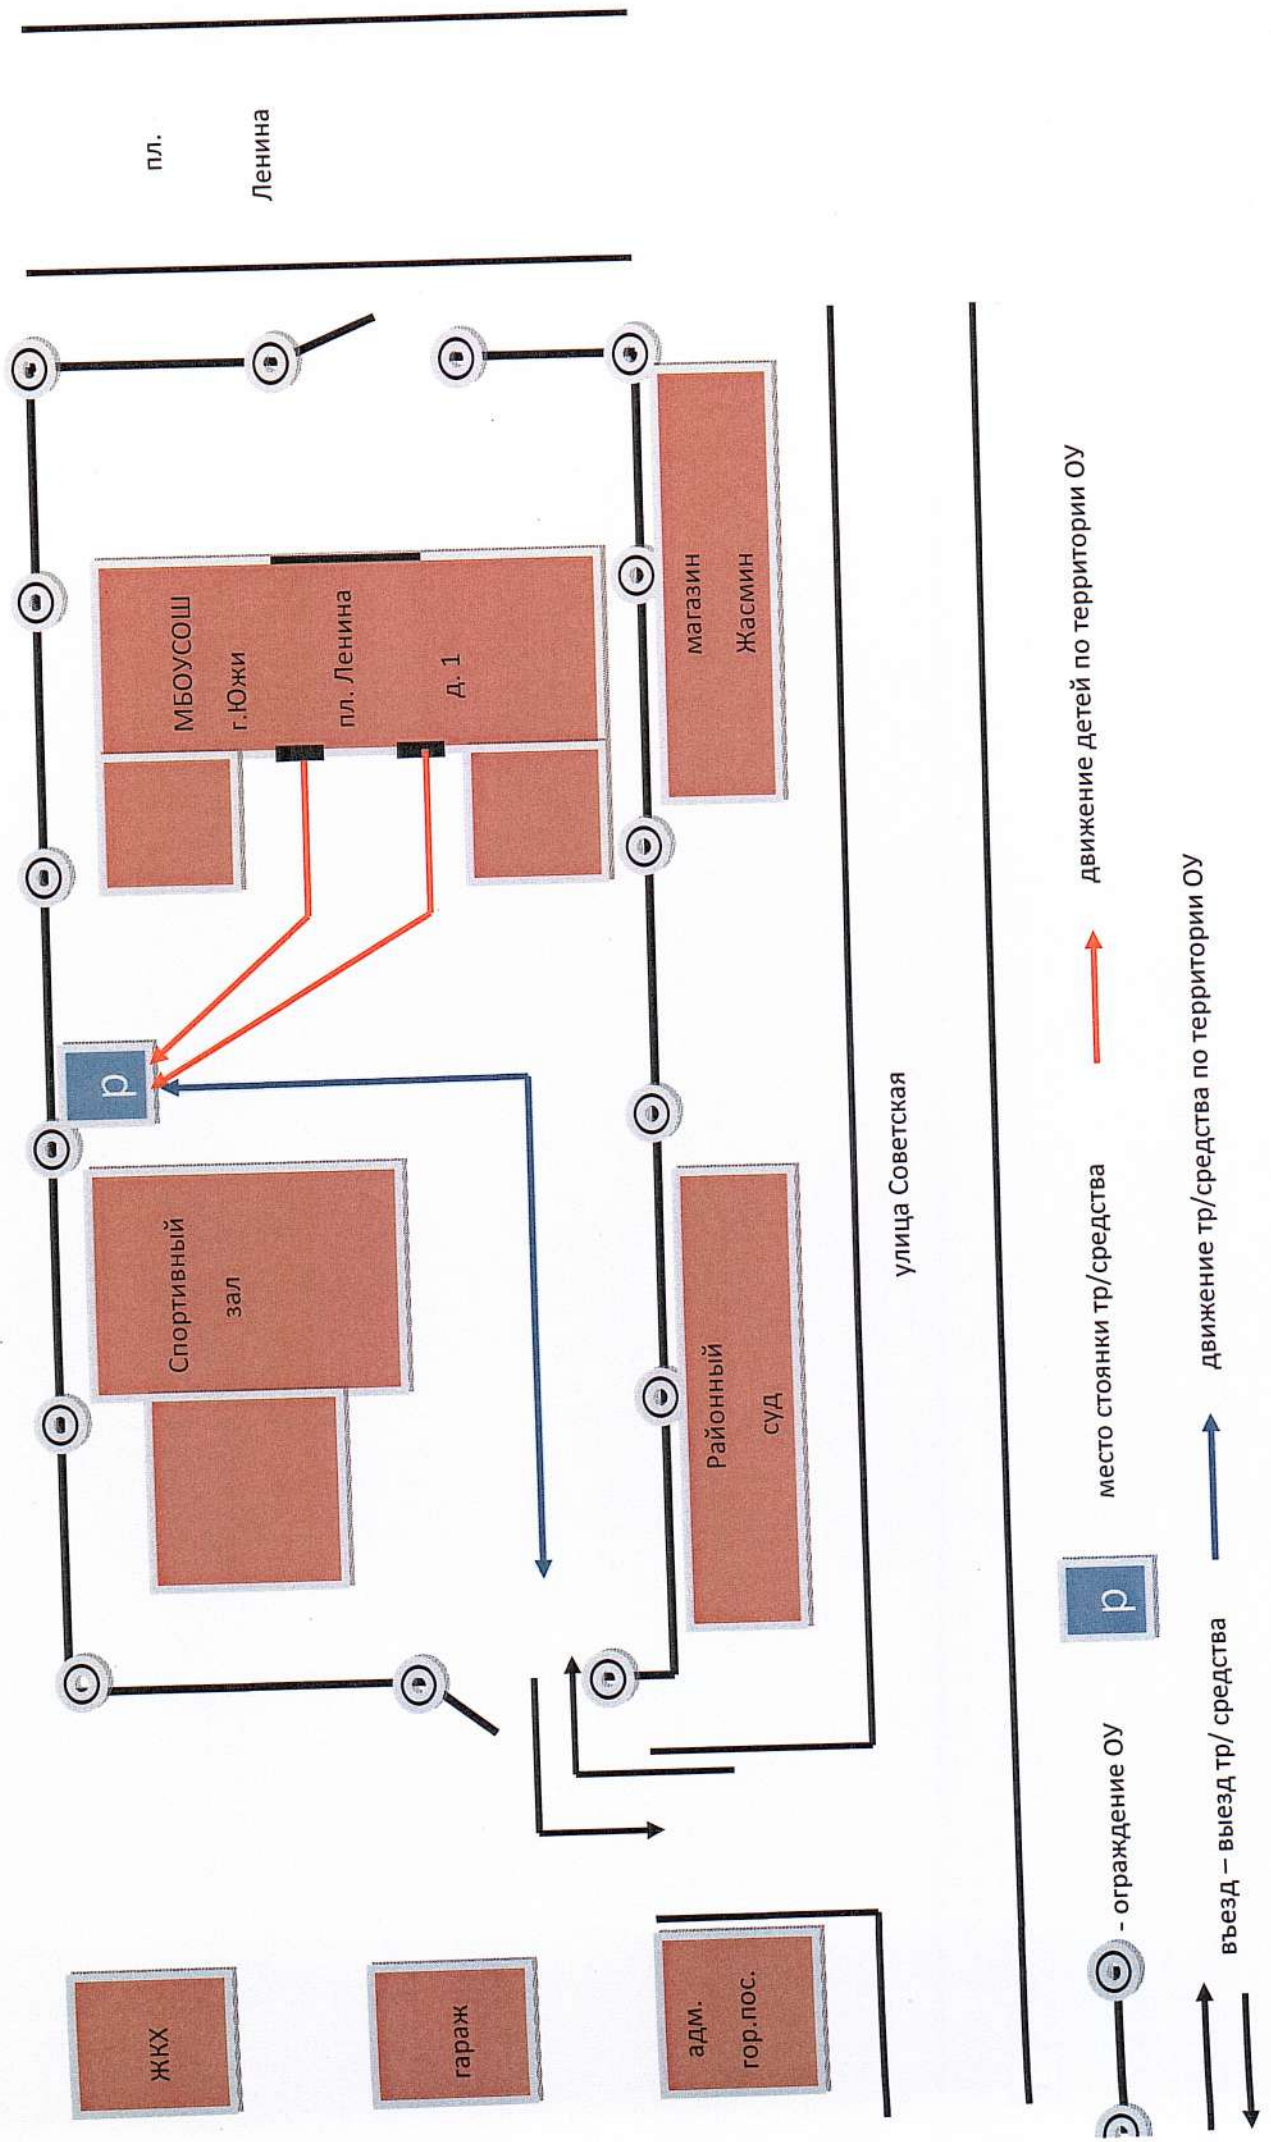 ЖКХ
гараж
адм.
гор.пос.
Спортивный
зал
р
Районный
суд
МБОУСОШ
г.Южи
пл. Ленина
д. 1
магазин
Жасмин
пл.
Ленина
улица Советская
- ограждение ОУ
р
место стоянки тр/средства
движение детей по территории ОУ
въезд – выезд тр/ средства
движение тр/средства по территории ОУ